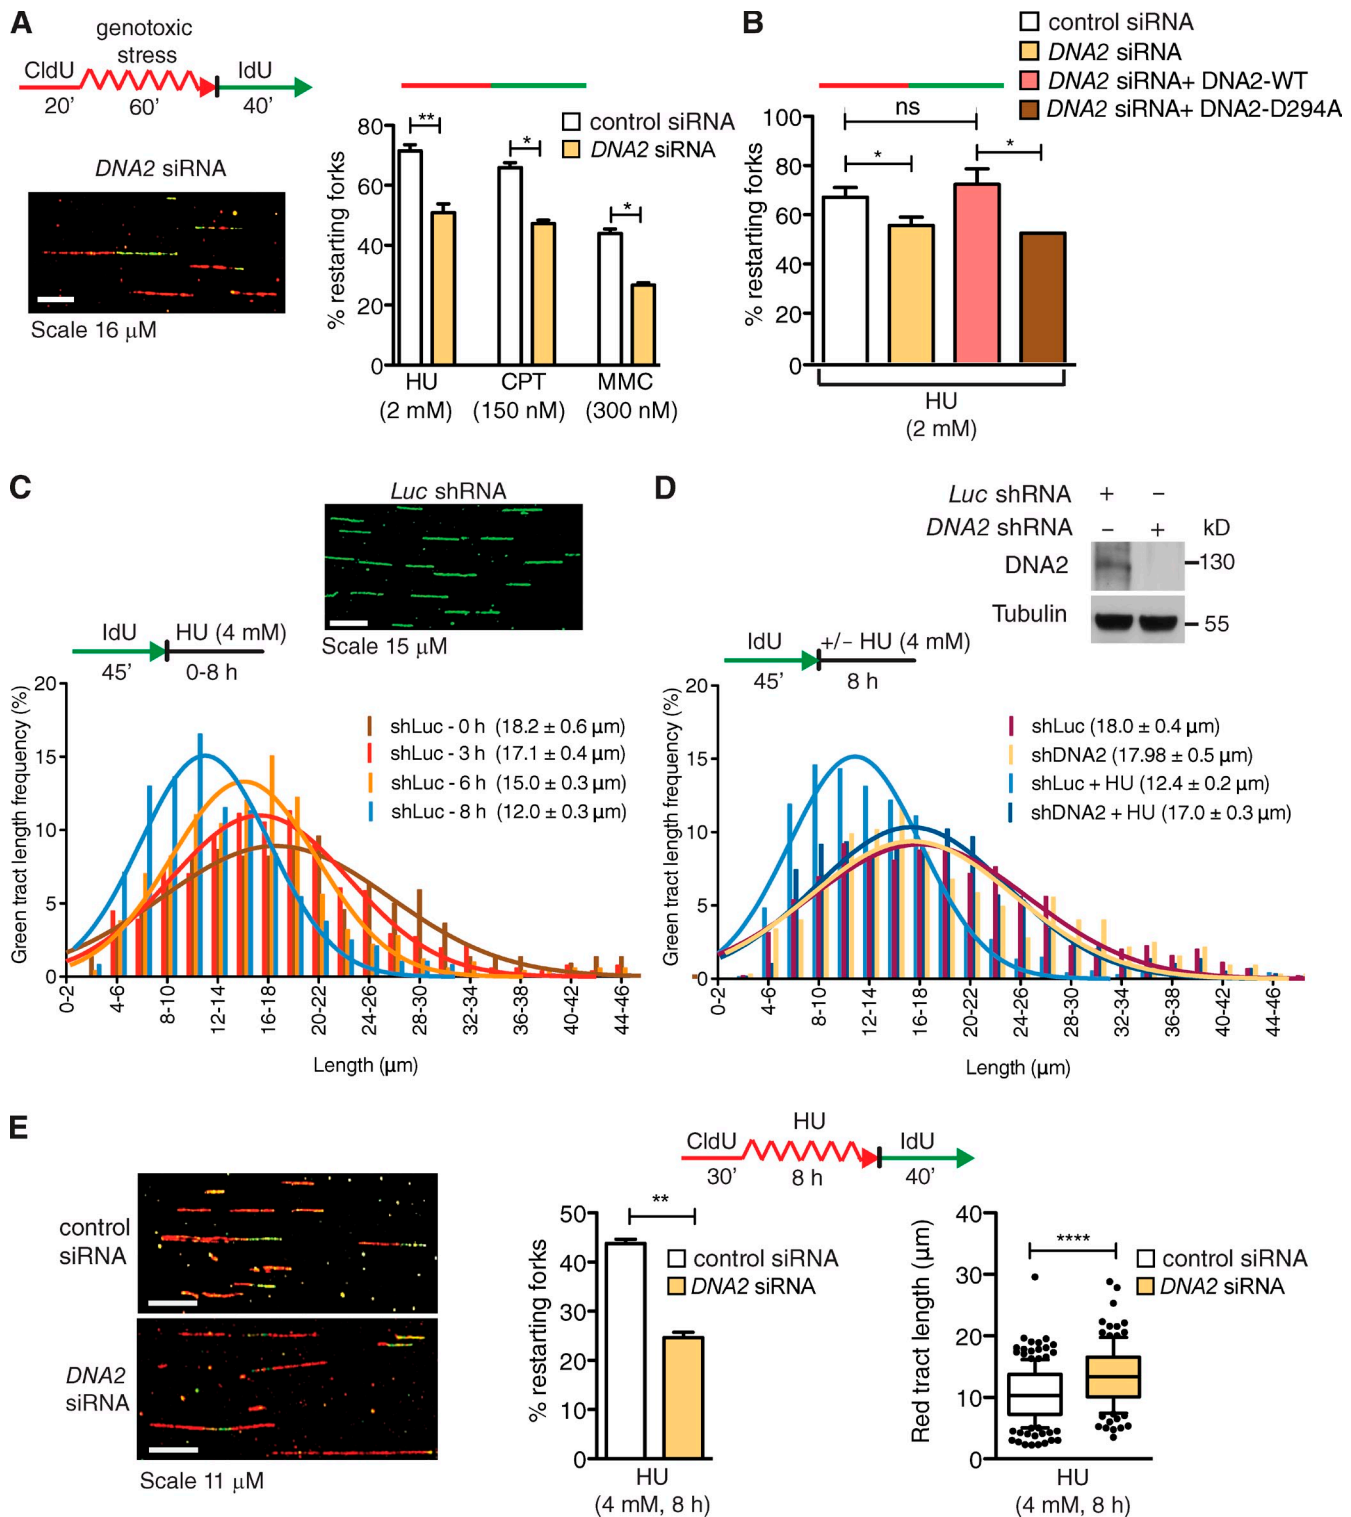 A
genotoxic
stress
CldU
IdU
20’
60’
40’
DNA2 siRNA
Scale 16 μM
% restarting forks
80
60
40
20
0
**
*
*
control siRNA
DNA2 siRNA
HU
CPT
MMC
(2 mM)
(150 nM)
(300 nM)
B
control siRNA
DNA2 siRNA
DNA2 siRNA+ DNA2-WT
DNA2 siRNA+ DNA2-D294A
% restarting forks
100
80
60
40
20
0
ns
*
*
HU
(2 mM)
C
Luc shRNA
Scale 15 μM
IdU
HU (4 mM)
45’
0-8 h
Green tract length frequency (%)
20
15
10
5
0
shLuc - 0 h (18.2 ± 0.6 μm)
shLuc - 3 h (17.1 ± 0.4 μm)
shLuc - 6 h (15.0 ± 0.3 μm)
shLuc - 8 h (12.0 ± 0.3 μm)
0-2
4-6
8-10
12-14
16-18
20-22
24-26
28-30
32-34
36-38
40-42
44-46
Length (μm)
D
Luc shRNA + –
DNA2 shRNA – + kD
DNA2
130
Tubulin
55
IdU
+/– HU (4 mM)
45’
8 h
Green tract length frequency (%)
20
15
10
5
0
shLuc (18.0 ± 0.4 μm)
shDNA2 (17.98 ± 0.5 μm)
shLuc + HU (12.4 ± 0.2 μm)
shDNA2 + HU (17.0 ± 0.3 μm)
0-2
4-6
8-10
12-14
16-18
20-22
24-26
28-30
32-34
36-38
40-42
44-46
Length (μm)
E
control
siRNA
DNA2
siRNA
Scale 11 μM
HU
CldU
IdU
30’
8 h
40’
% restarting forks
50
40
30
20
10
0
**
control siRNA
DNA2 siRNA
HU
(4 mM, 8 h)
Red tract length (μm)
40
30
20
10
0
****
control siRNA
DNA2 siRNA
HU
(4 mM, 8 h)